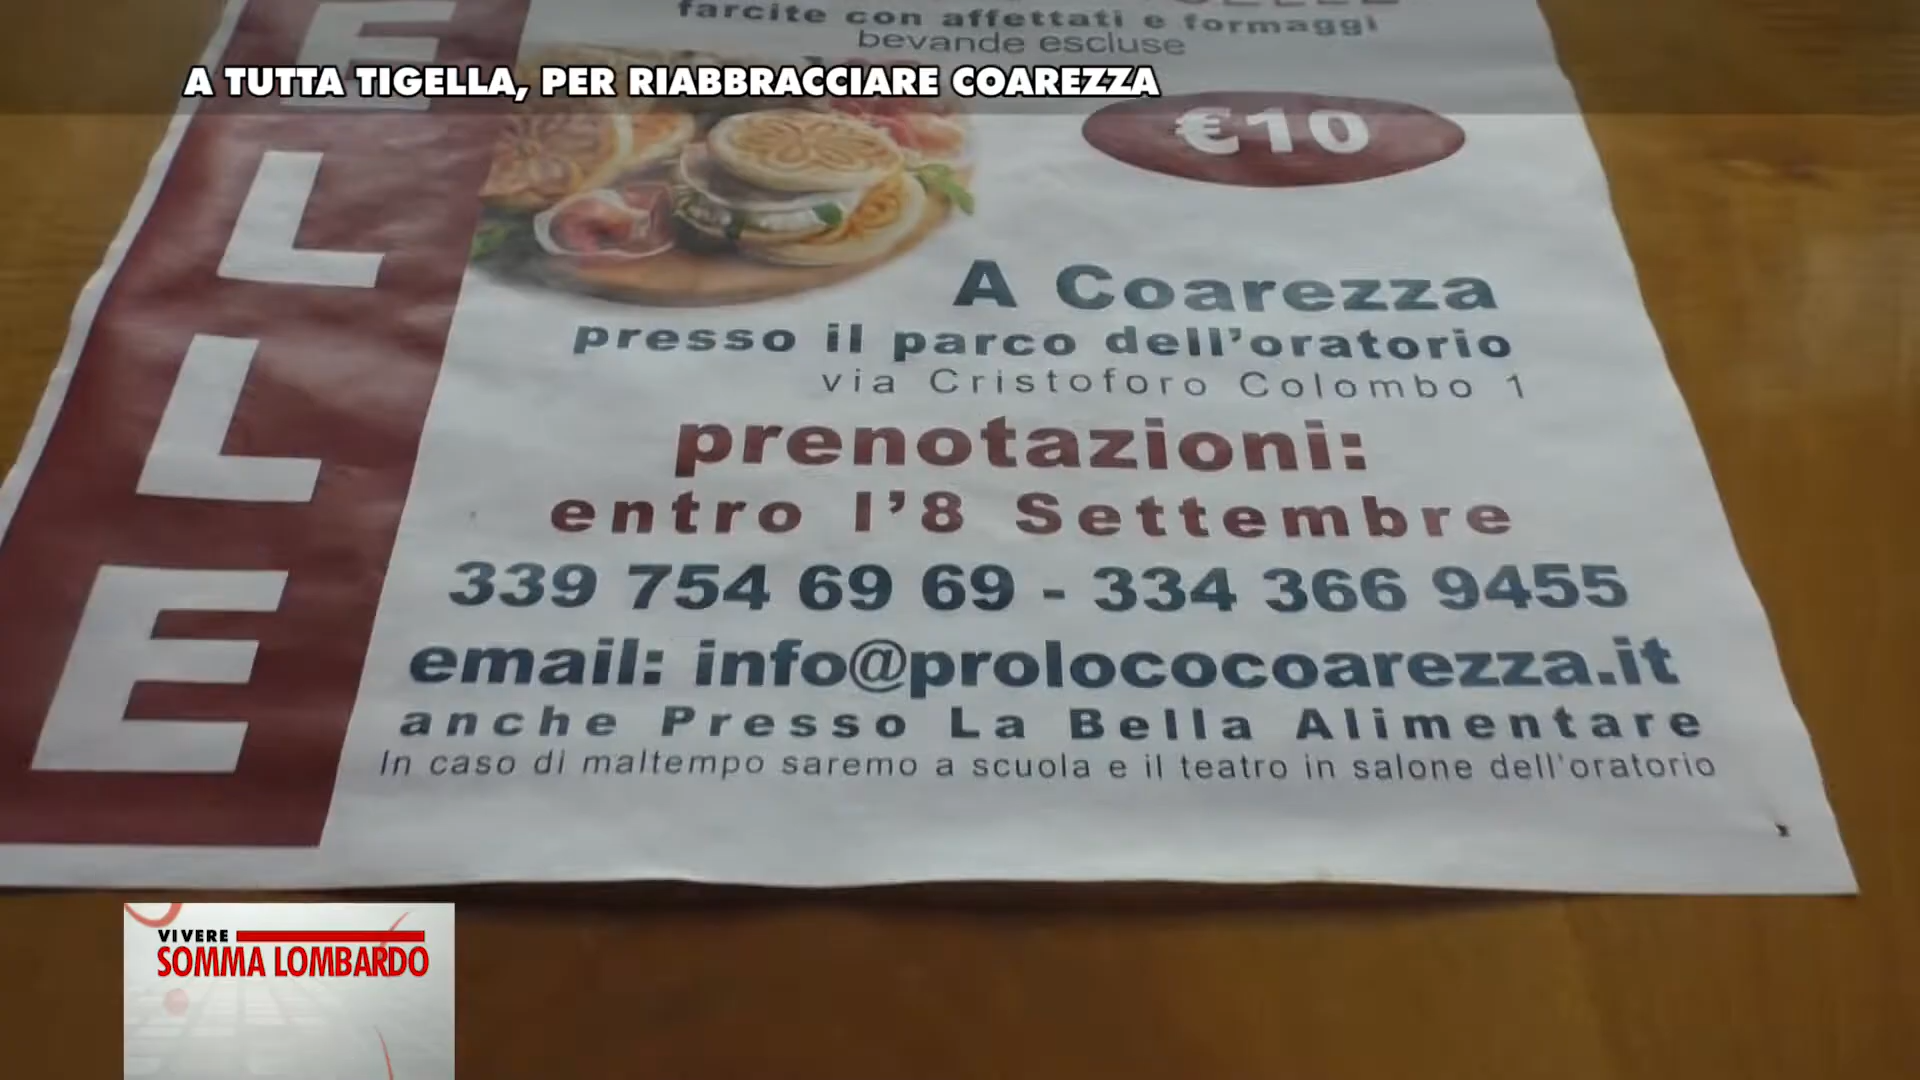 farcite con affettati e formaggi
bevande escluse
A TUTTA TIGELLA, PER RIABBRACCIARE COAREZZA
€10
ELLE
A Coarezza
presso il parco dell'oratorio
via Cristoforo Colombo 1
prenotazioni:
entro l'8 Settembre
339 754 69 69 - 334 366 9455
email: info@prolococoarezza.it
anche Presso La Bella Alimentare
In caso di maltempo saremo a scuola e il teatro in salone dell'oratorio
VIVERE
SOMMA LOMBARDO